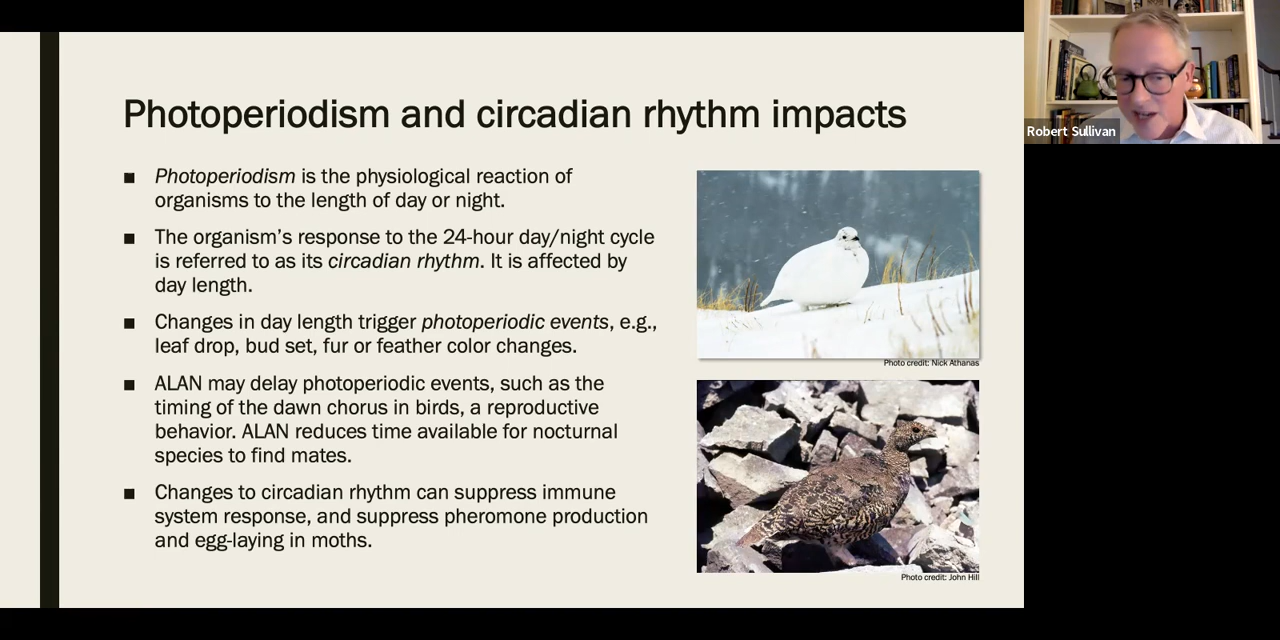 Photoperiodism and circadian rhythm impacts
■ Photoperiodism is the physiological reaction of
organisms to the length of day or night.
■ The organism’s response to the 24-hour day/night cycle
is referred to as its circadian rhythm. It is affected by
day length.
■ Changes in day length trigger photoperiodic events, e.g.,
leaf drop, bud set, fur or feather color changes.
■ ALAN may delay photoperiodic events, such as the
timing of the dawn chorus in birds, a reproductive
behavior. ALAN reduces time available for nocturnal
species to find mates.
■ Changes to circadian rhythm can suppress immune
system response, and suppress pheromone production
and egg-laying in moths.
Photo credit: Nick Athanas
Photo credit: John Hill
Robert Sullivan